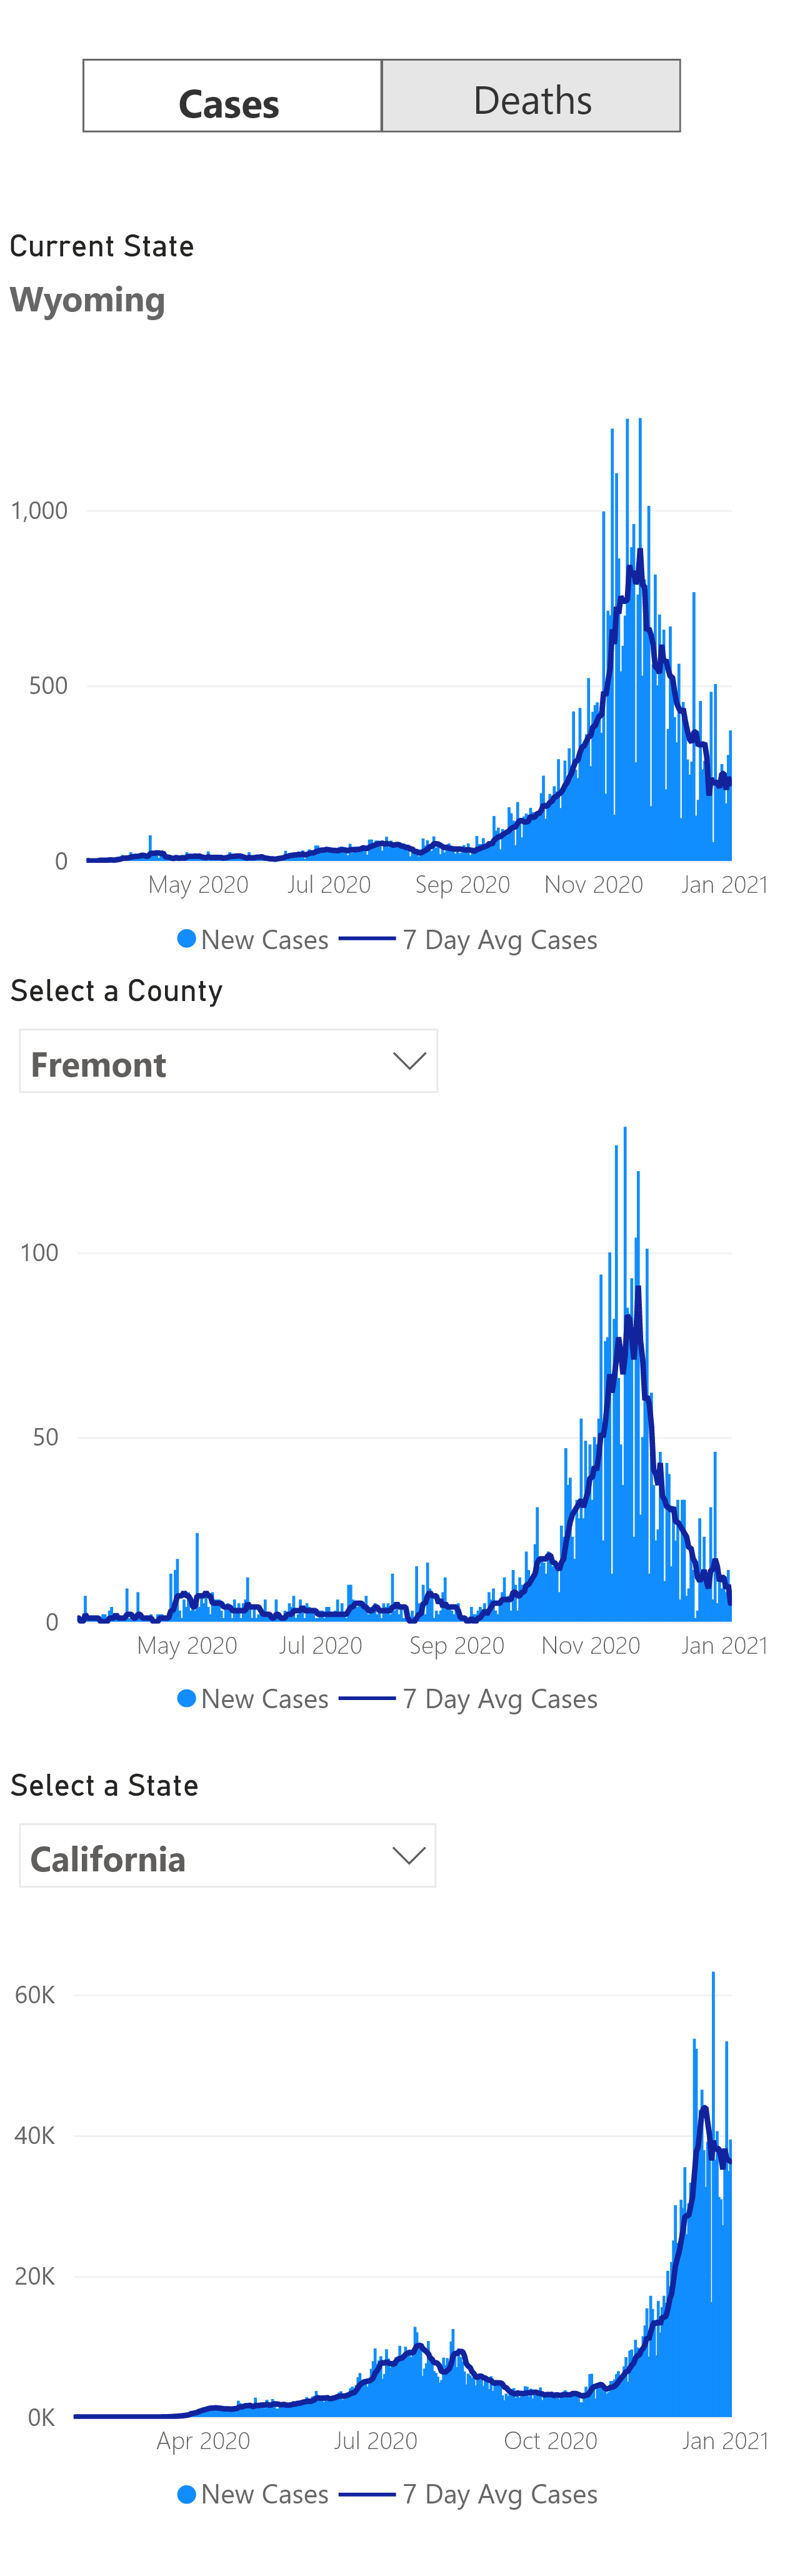 Cases Deaths
Current State
Wyoming
1,000
500
0
May 2020 Jul 2020 Sep 2020 Nov 2020 Jan 2021
New Cases 7 Day Avg Cases
Select a County
Fremont
100
50
0
May 2020 Jul 2020 Sep 2020 Nov 2020 Jan 2021
New Cases 7 Day Avg Cases
Select a State
California
60K
40K
20K
0K
Apr 2020 Jul 2020 Oct 2020 Jan 2021
New Cases 7 Day Avg Cases